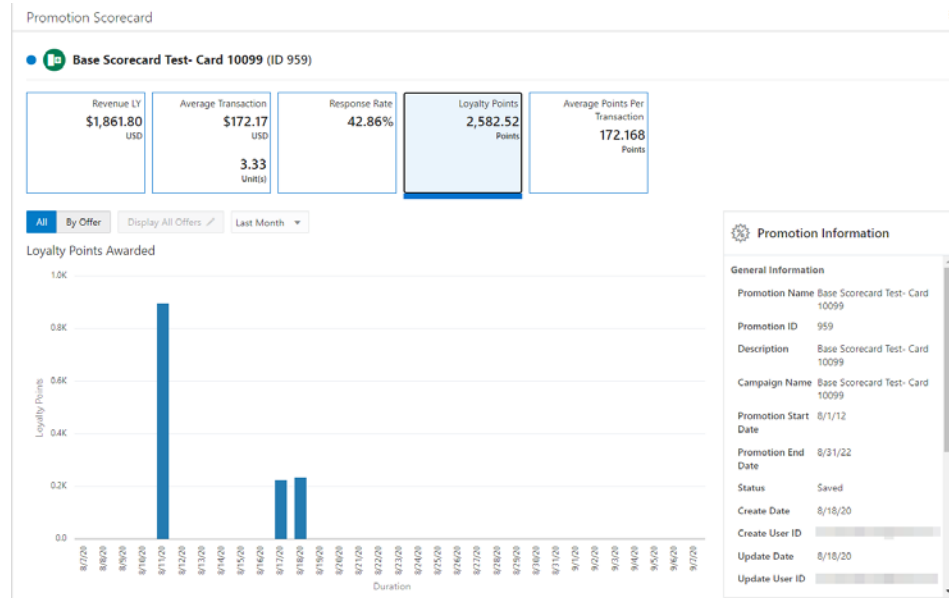 Promotion Scorecard
Base Scorecard Test- Card 10099 (ID 959)
Revenue LY
$1,861.80
USD
Average Transaction
$172.17
USD
3.33
Unit(s)
Response Rate
42.86%
Loyalty Points
2,582.52
Points
Average Points Per
Transaction
172.168
Points
All By Offer Display All Offers Last Month
Loyalty Points Awarded
1.0K
0.8K
0.6K
0.4K
0.2K
0.0
Loyalty Points
8/7/20
8/8/20
8/9/20
8/10/20
8/11/20
8/12/20
8/13/20
8/14/20
8/15/20
8/16/20
8/17/20
8/18/20
8/19/20
8/20/20
8/21/20
8/22/20
8/23/20
8/24/20
8/25/20
8/26/20
8/27/20
8/28/20
8/29/20
8/30/20
8/31/20
9/1/20
9/2/20
9/3/20
9/4/20
9/5/20
9/6/20
9/7/20
Duration
Promotion Information
General Information
Promotion Name Base Scorecard Test- Card
10099
Promotion ID 959
Description Base Scorecard Test- Card
10099
Campaign Name Base Scorecard Test- Card
10099
Promotion Start 8/1/12
Date
Promotion End 8/31/22
Date
Status Saved
Create Date 8/18/20
Create User ID
Update Date 8/18/20
Update User ID